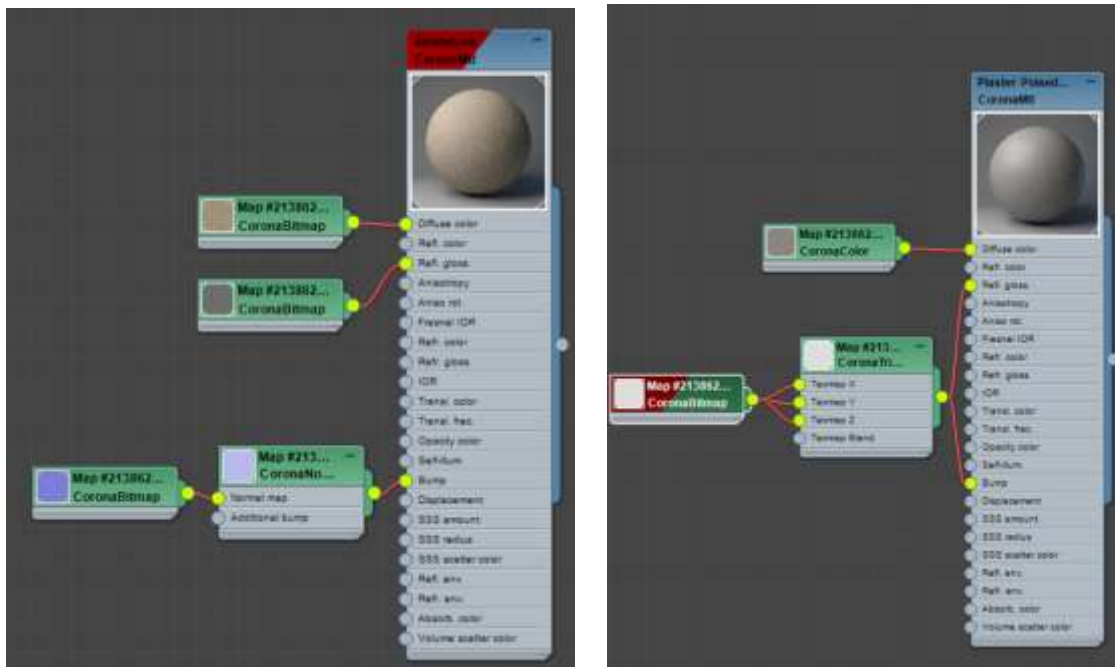 CoronaMtl
Map #213862...
CoronaBitmap
Map #213862...
CoronaBitmap
Diffuse color
Refl. color
Refl. gloss
Anisotropy
Aniso rot.
Fresnel IOR
Refr. color
Refr. gloss
IOR
Transl. color
Transl. frac.
Opacity color
Self-Illum
Bump
Displacement
SSS amount
SSS radius
SSS scatter color
Refl. env.
Refr. env.
Absorb. color
Volume scatter color
Map #213862...
CoronaBitmap
Map #213...
CoronaNo...
Normal map
Additional bump
CoronaMtl
Map #213862...
CoronaColor
Map #213862...
CoronaBitmap
Map #213...
CoronaTri...
Texmap X
Texmap Y
Texmap Z
Texmap Blend
Diffuse color
Refl. color
Refl. gloss
Anisotropy
Aniso rot.
Fresnel IOR
Refr. color
Refr. gloss
IOR
Transl. color
Transl. frac.
Opacity color
Self-Illum
Bump
Displacement
SSS amount
SSS radius
SSS scatter color
Refl. env.
Refr. env.
Absorb. color
Volume scatter color